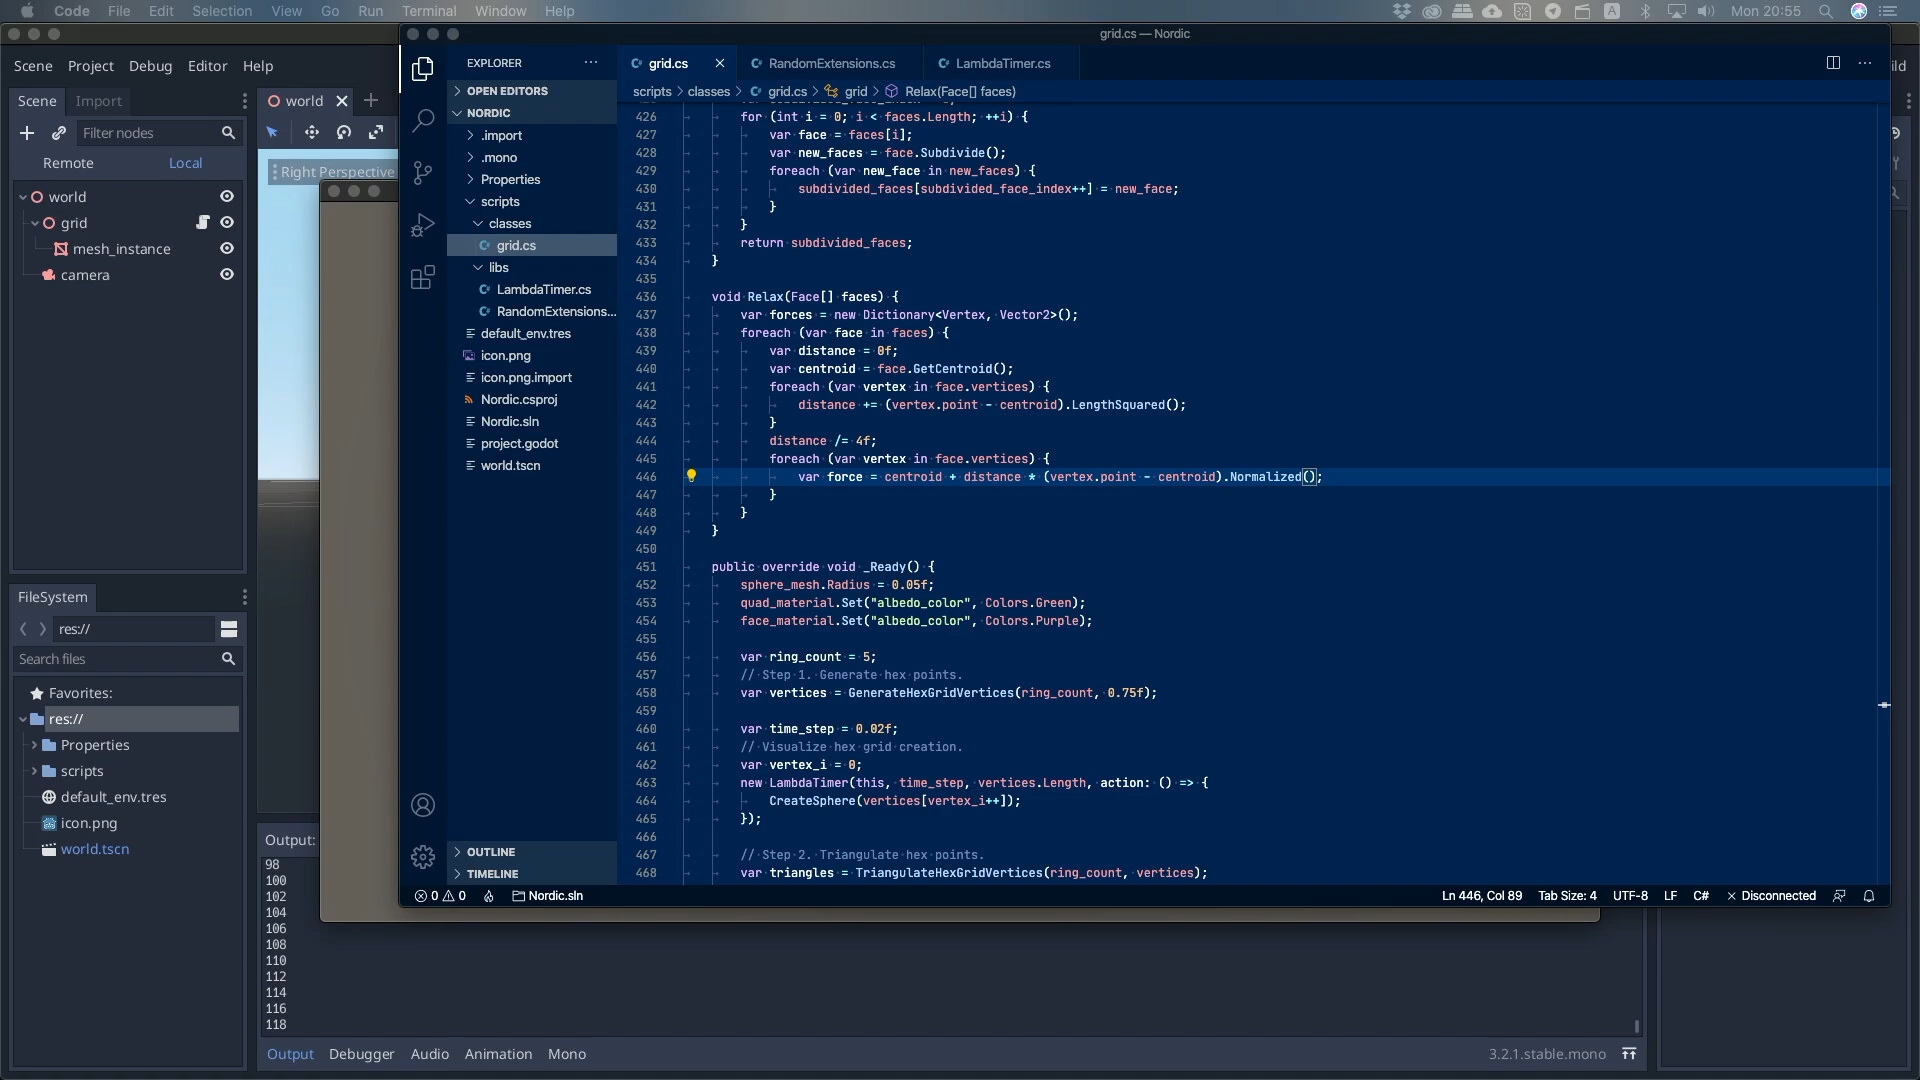 Code File Edit Selection View Go Run Terminal Window Help
Mon 20:55
Scene Project Debug Editor Help
Scene Import
Filter nodes
Remote Local
world
grid
mesh_instance
camera
world
Right Perspective
FileSystem
res://
Search files
Favorites:
res://
Properties
scripts
default_env.tres
icon.png
world.tscn
Output:
98
100
102
104
106
108
110
112
114
116
118
Output Debugger Audio Animation Mono
3.2.1.stable.mono
ild
grid.cs — Nordic
EXPLORER
OPEN EDITORS
NORDIC
.import
.mono
Properties
scripts
classes
grid.cs
libs
LambdaTimer.cs
RandomExtensions...
default_env.tres
icon.png
icon.png.import
Nordic.csproj
Nordic.sln
project.godot
world.tscn
OUTLINE
TIMELINE
grid.cs RandomExtensions.cs LambdaTimer.cs
scripts > classes > grid.cs > grid > Relax(Face[] faces)
426 for (int i = 0; i < faces.Length; ++i) {
427 var face = faces[i];
428 var new_faces = face.Subdivide();
429 foreach (var new_face in new_faces) {
430 subdivided_faces[subdivided_face_index++] = new_face;
431 }
432 }
433 return subdivided_faces;
434 }
435
436 void Relax(Face[] faces) {
437 var forces = new Dictionary<Vertex, Vector2>();
438 foreach (var face in faces) {
439 var distance = 0f;
440 var centroid = face.GetCentroid();
441 foreach (var vertex in face.vertices) {
442 distance += (vertex.point - centroid).LengthSquared();
443 }
444 distance /= 4f;
445 foreach (var vertex in face.vertices) {
446 var force = centroid + distance * (vertex.point - centroid).Normalized();
447 }
448 }
449 }
450
451 public override void _Ready() {
452 sphere_mesh.Radius = 0.05f;
453 quad_material.Set("albedo_color", Colors.Green);
454 face_material.Set("albedo_color", Colors.Purple);
455
456 var ring_count = 5;
457 // Step 1. Generate hex points.
458 var vertices = GenerateHexGridVertices(ring_count, 0.75f);
459
460 var time_step = 0.02f;
461 // Visualize hex grid creation.
462 var vertex_i = 0;
463 new LambdaTimer(this, time_step, vertices.Length, action: () => {
464 CreateSphere(vertices[vertex_i++]);
465 });
466
467 // Step 2. Triangulate hex points.
468 var triangles = TriangulateHexGridVertices(ring_count, vertices);
0 0 Nordic.sln
Ln 446, Col 89 Tab Size: 4 UTF-8 LF C# Disconnected